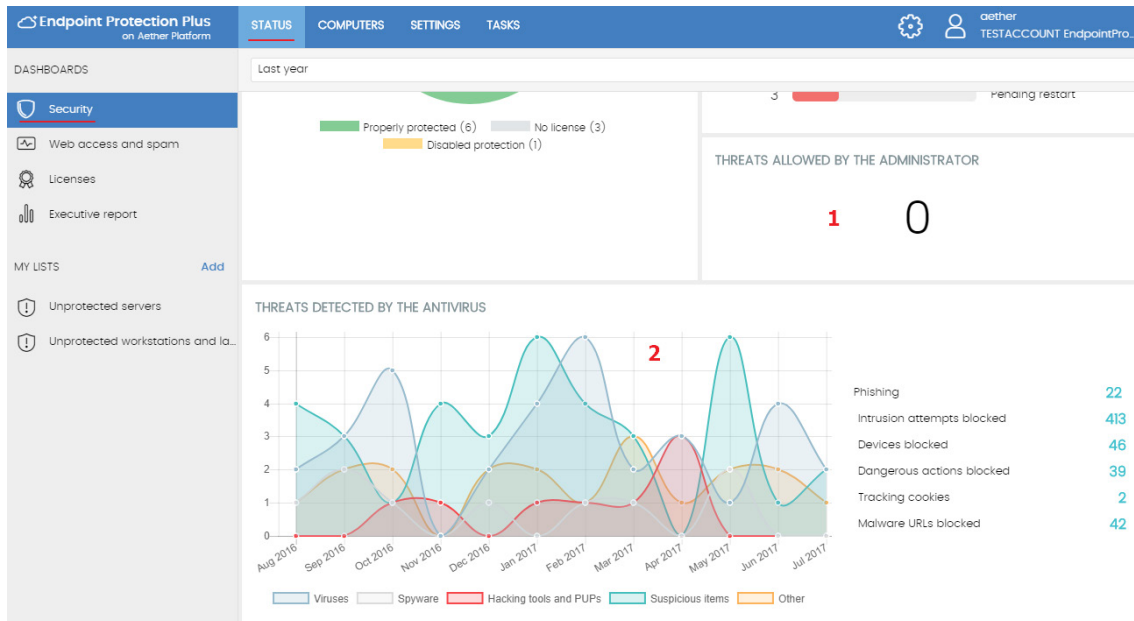 Endpoint Protection Plus
on Aether Platform
STATUS
COMPUTERS
SETTINGS
TASKS
aether
TESTACCOUNT EndpointPro...
DASHBOARDS
Last year
Security
Web access and spam
Licenses
Executive report
MY LISTS Add
Unprotected servers
Unprotected workstations and la...
Properly protected (6) No license (3)
Disabled protection (1)
3 Pending restart
THREATS ALLOWED BY THE ADMINISTRATOR
1 0
THREATS DETECTED BY THE ANTIVIRUS
2
6
5
4
3
2
1
0
Aug 2016 Sep 2016 Oct 2016 Nov 2016 Dec 2016 Jan 2017 Feb 2017 Mar 2017 Apr 2017 May 2017 Jun 2017 Jul 2017
Viruses Spyware Hacking tools and PUPs Suspicious items Other
Phishing 22
Intrusion attempts blocked 413
Devices blocked 46
Dangerous actions blocked 39
Tracking cookies 2
Malware URLs blocked 42